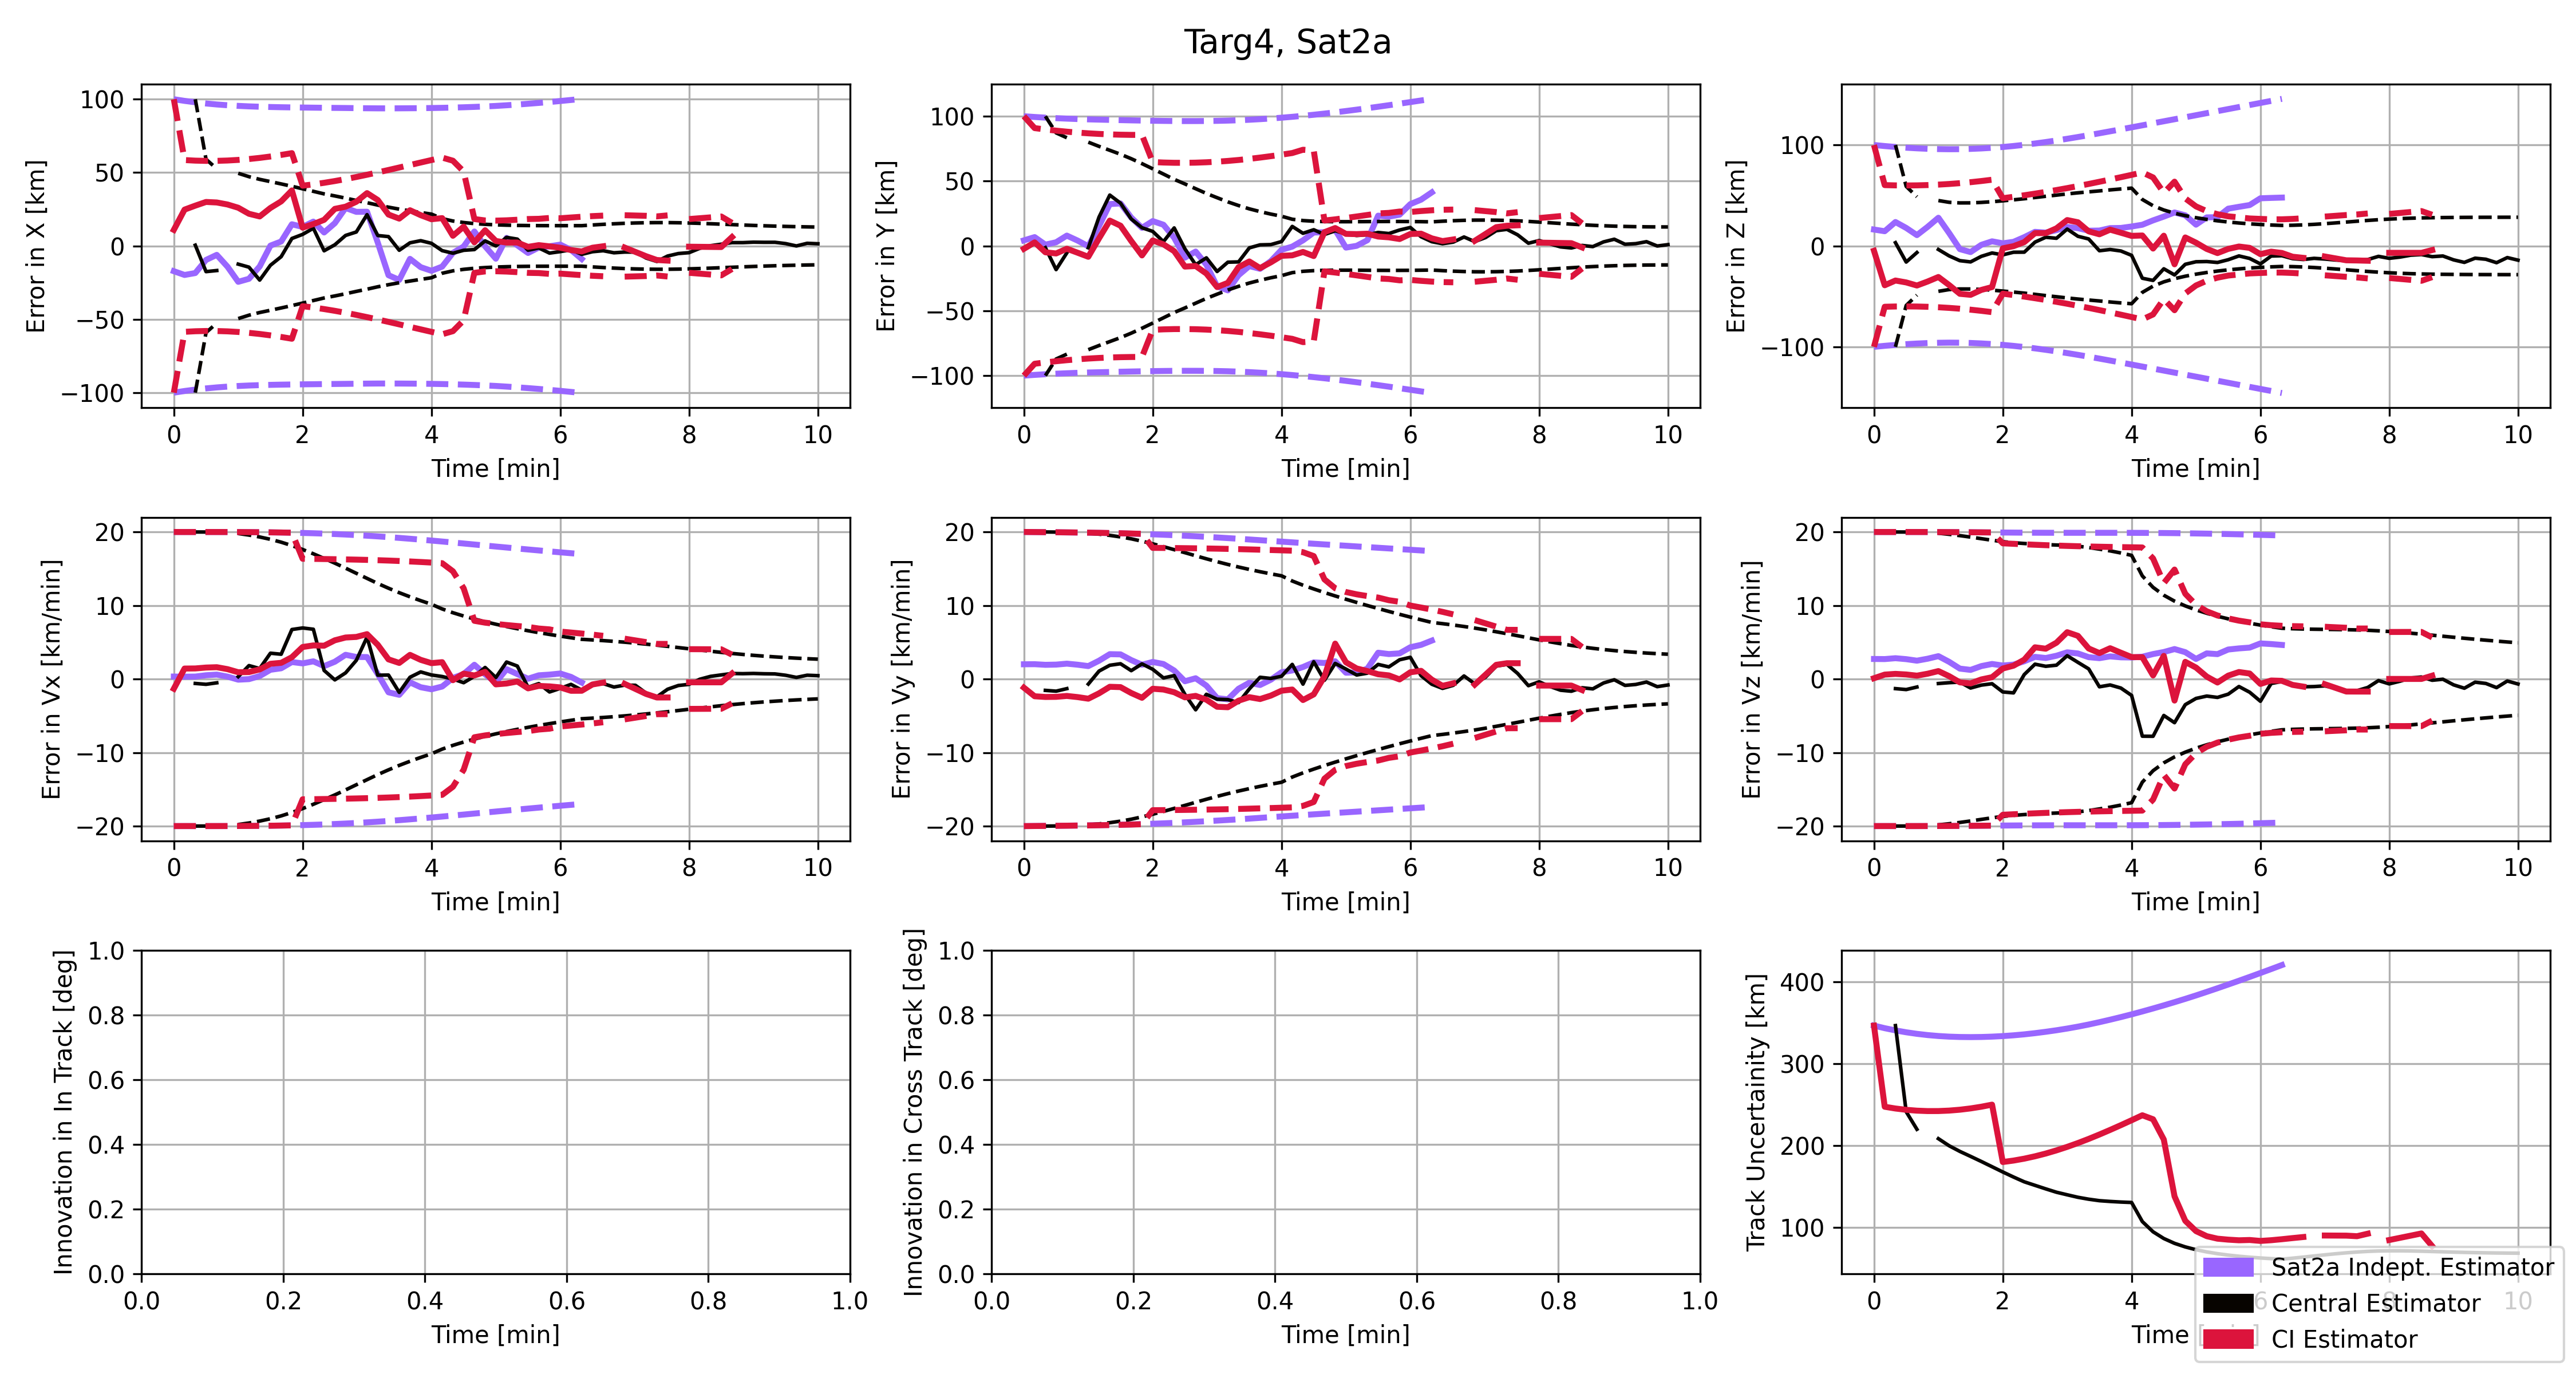 Targ4, Sat2a
Error in X [km]
100
50
0
−50
−100
0 2 4 6 8 10
Time [min]
Error in Y [km]
100
50
0
−50
−100
0 2 4 6 8 10
Time [min]
Error in Z [km]
100
0
−100
0 2 4 6 8 10
Time [min]
Error in Vx [km/min]
20
10
0
−10
−20
0 2 4 6 8 10
Time [min]
Error in Vy [km/min]
20
10
0
−10
−20
0 2 4 6 8 10
Time [min]
Error in Vz [km/min]
20
10
0
−10
−20
0 2 4 6 8 10
Time [min]
Innovation in In Track [deg]
1.0
0.8
0.6
0.4
0.2
0.0
0.0 0.2 0.4 0.6 0.8 1.0
Time [min]
Innovation in Cross Track [deg]
1.0
0.8
0.6
0.4
0.2
0.0
0.0 0.2 0.4 0.6 0.8 1.0
Time [min]
Track Uncertainity [km]
400
300
200
100
0 2 4 6 8 10
Time
Sat2a Indept. Estimator
Central Estimator
CI Estimator